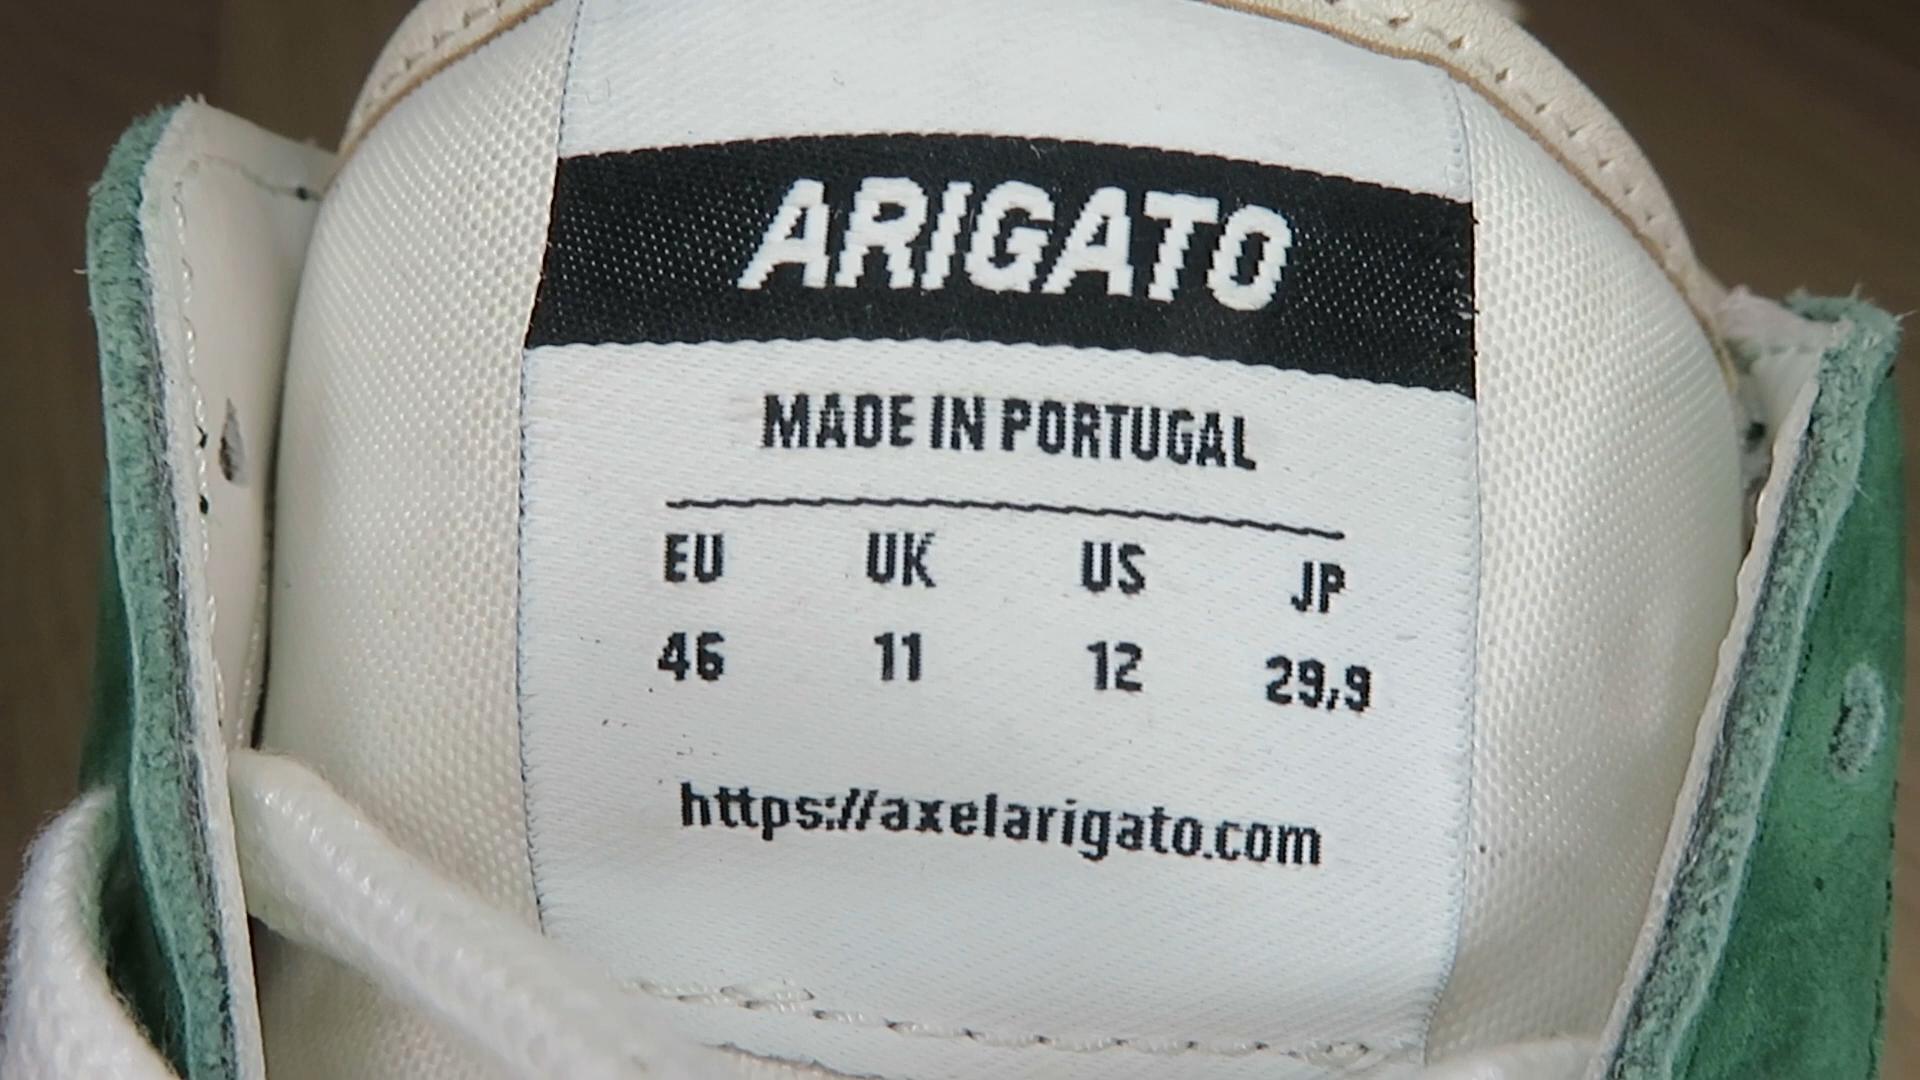 ARIGATO
MADE IN PORTUGAL
EU UK US JP
46 11 12 29,9
https://axelarigato.com